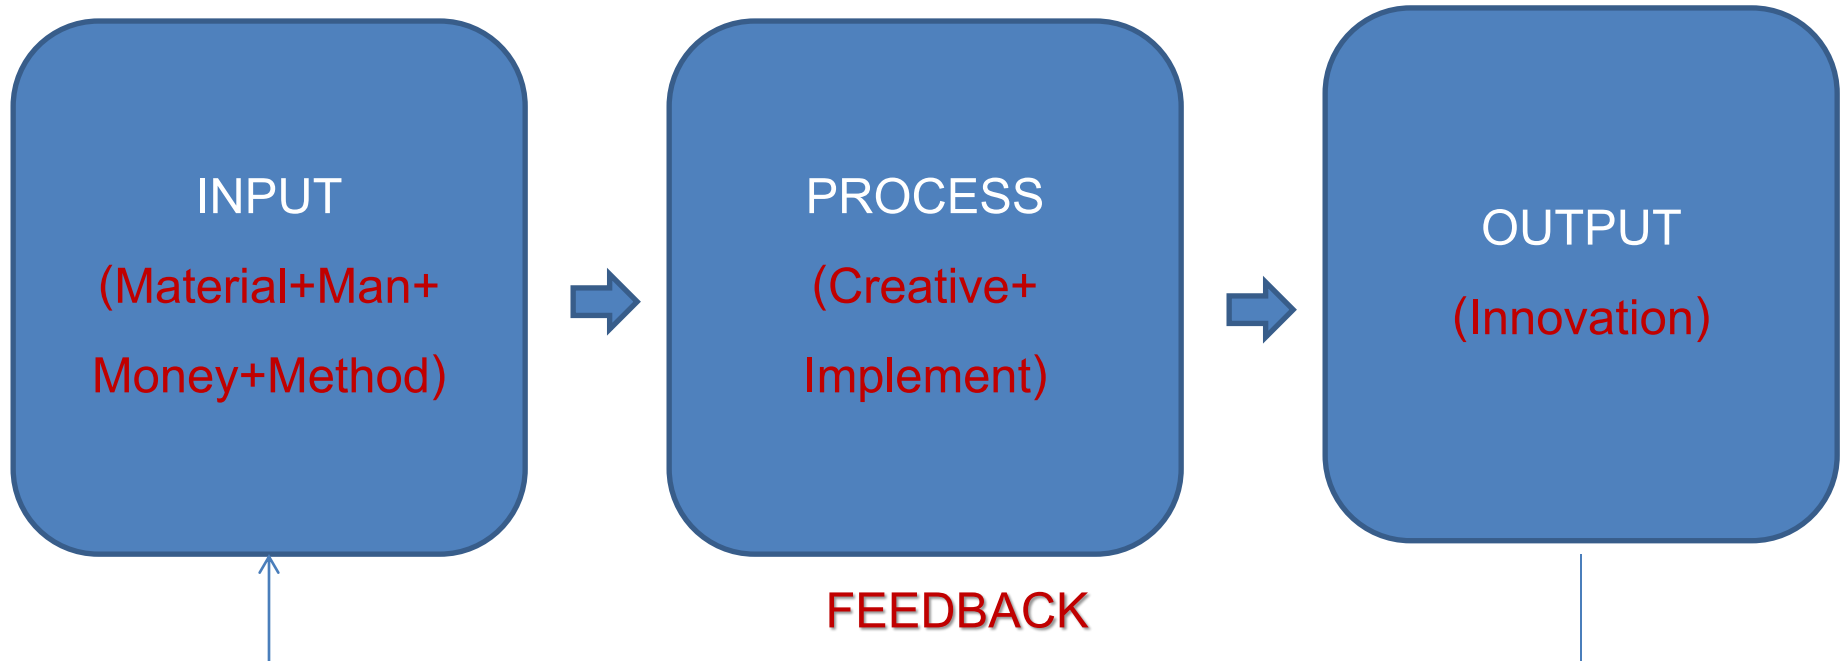 INPUT
(Material+Man+
Money+Method)
PROCESS
(Creative+
Implement)
OUTPUT
(Innovation)
FEEDBACK